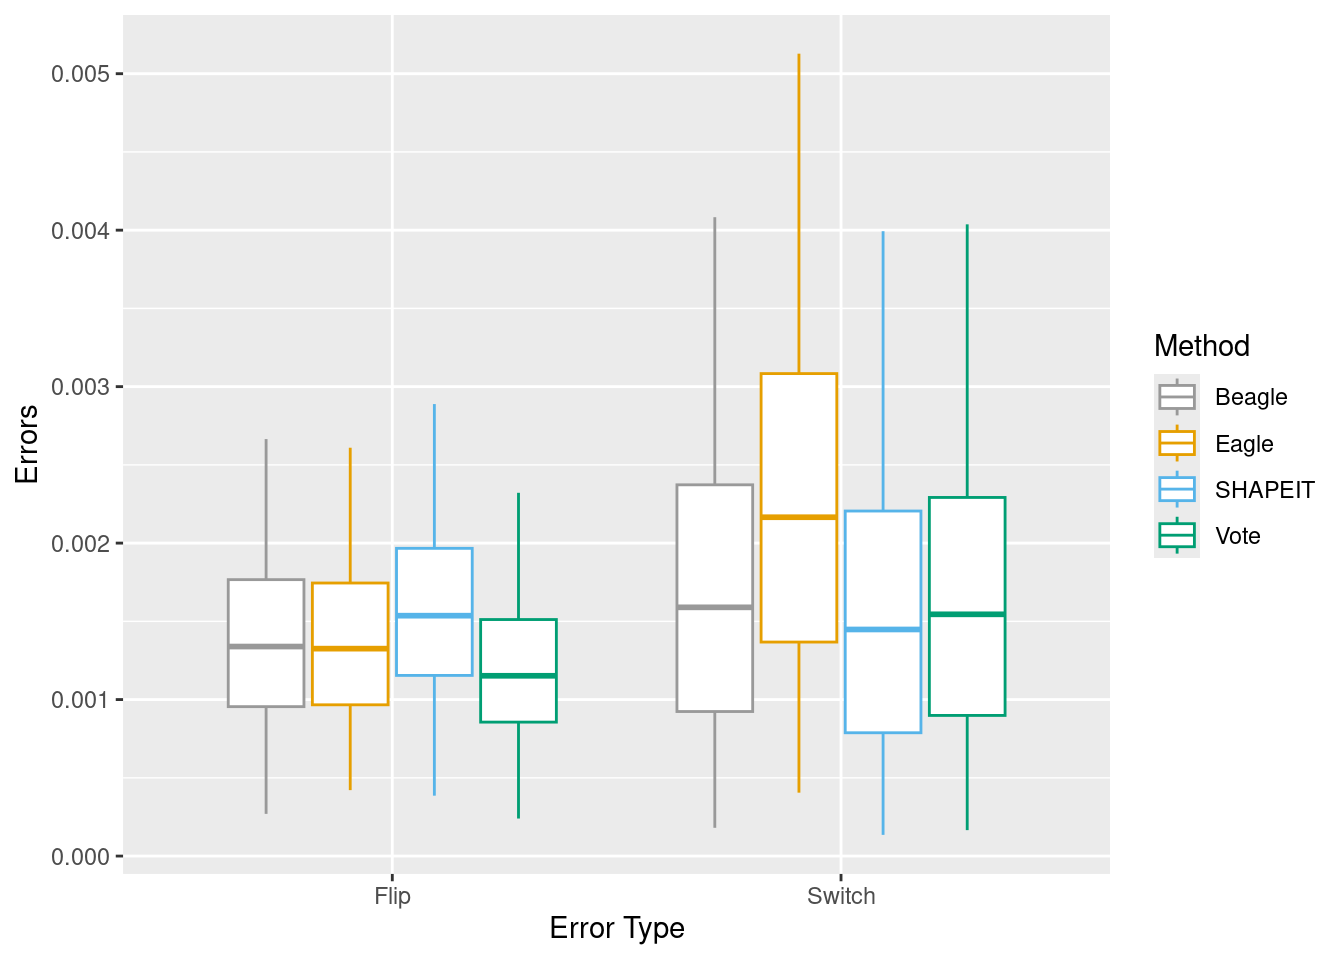 0.005
0.004
0.003
0.002
0.001
0.000
Errors
Flip
Switch
Error Type
Method
Beagle
Eagle
SHAPEIT
Vote